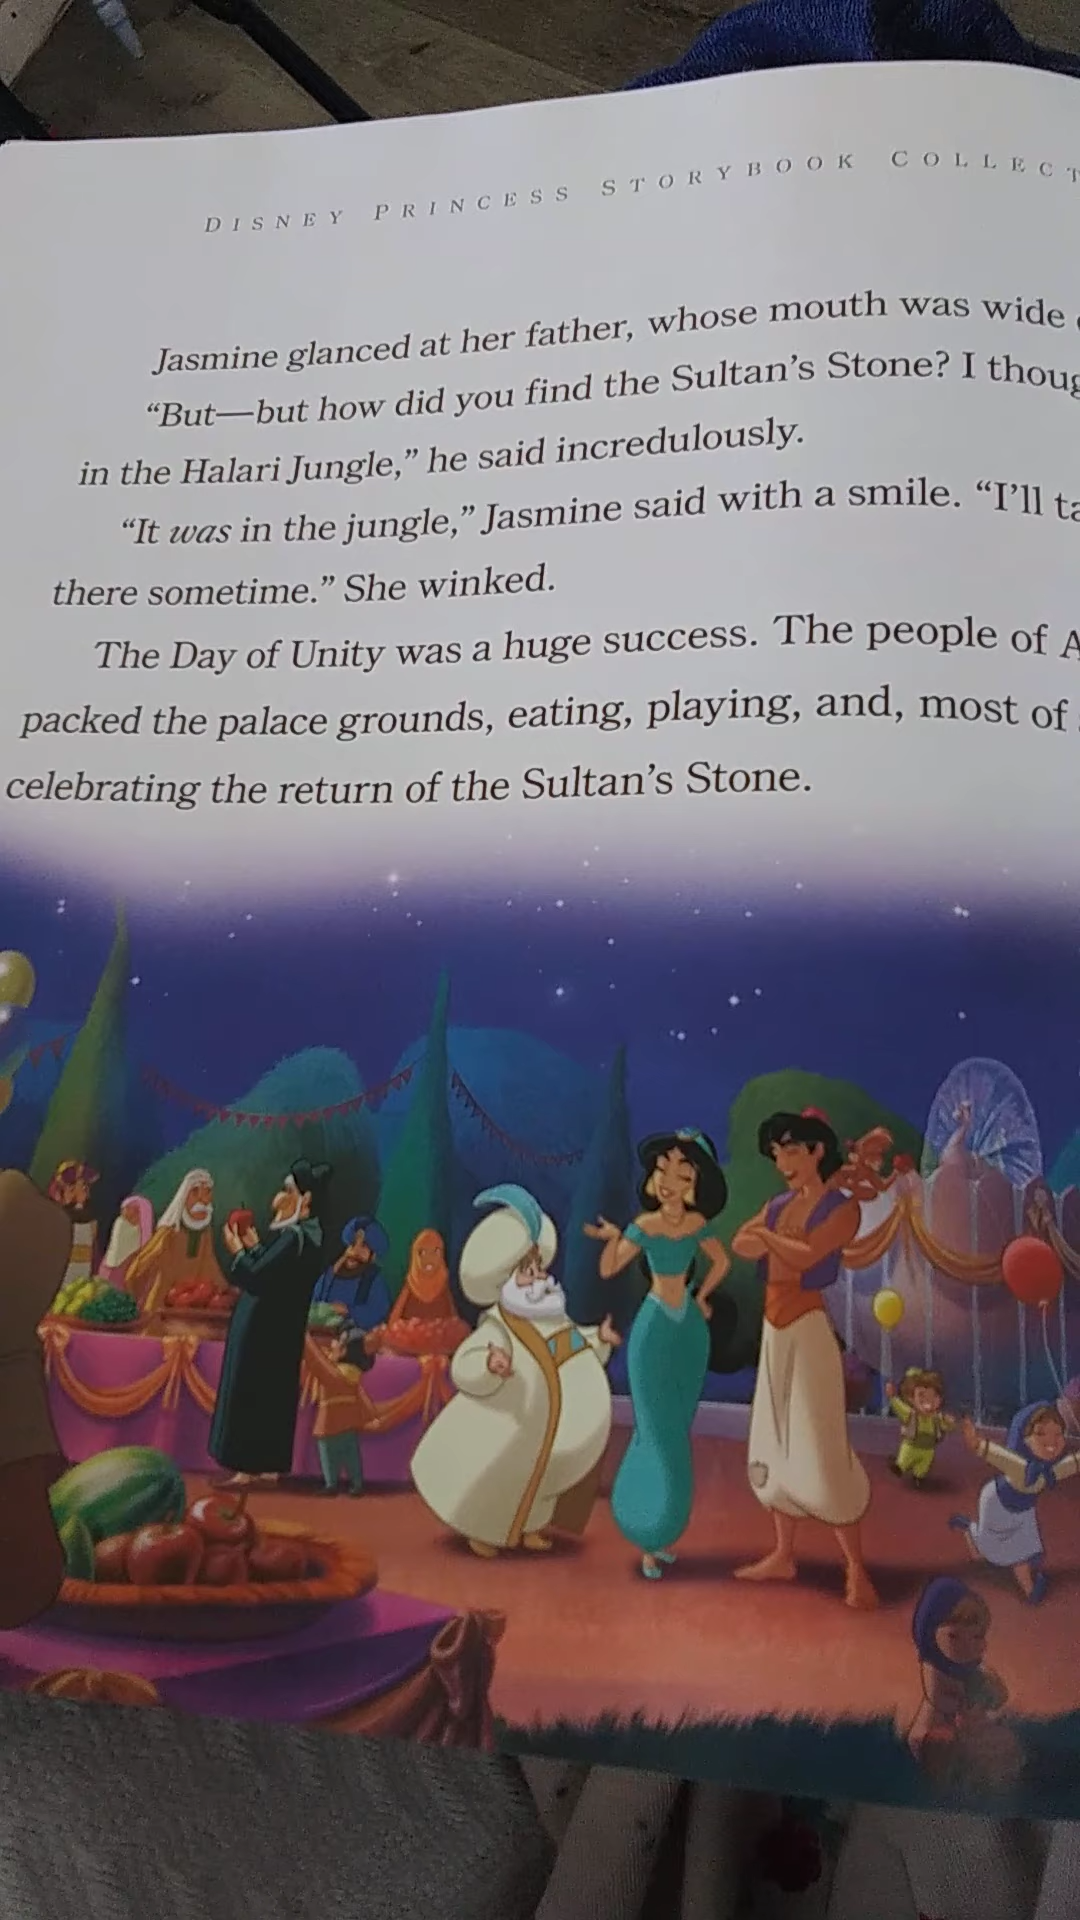 DISNEY PRINCESS STORYBOOK
Jasmine glanced at her father, whose mouth was wide
“But—but how did you find the Sultan’s Stone? I
in the Halari Jungle,” he said incredulously.
“It was in the jungle,” Jasmine said with a smile. “I’ll
there sometime.” She winked.
The Day of Unity was a huge success. The people of
packed the palace grounds, eating, playing, and, most of
celebrating the return of the Sultan’s Stone.